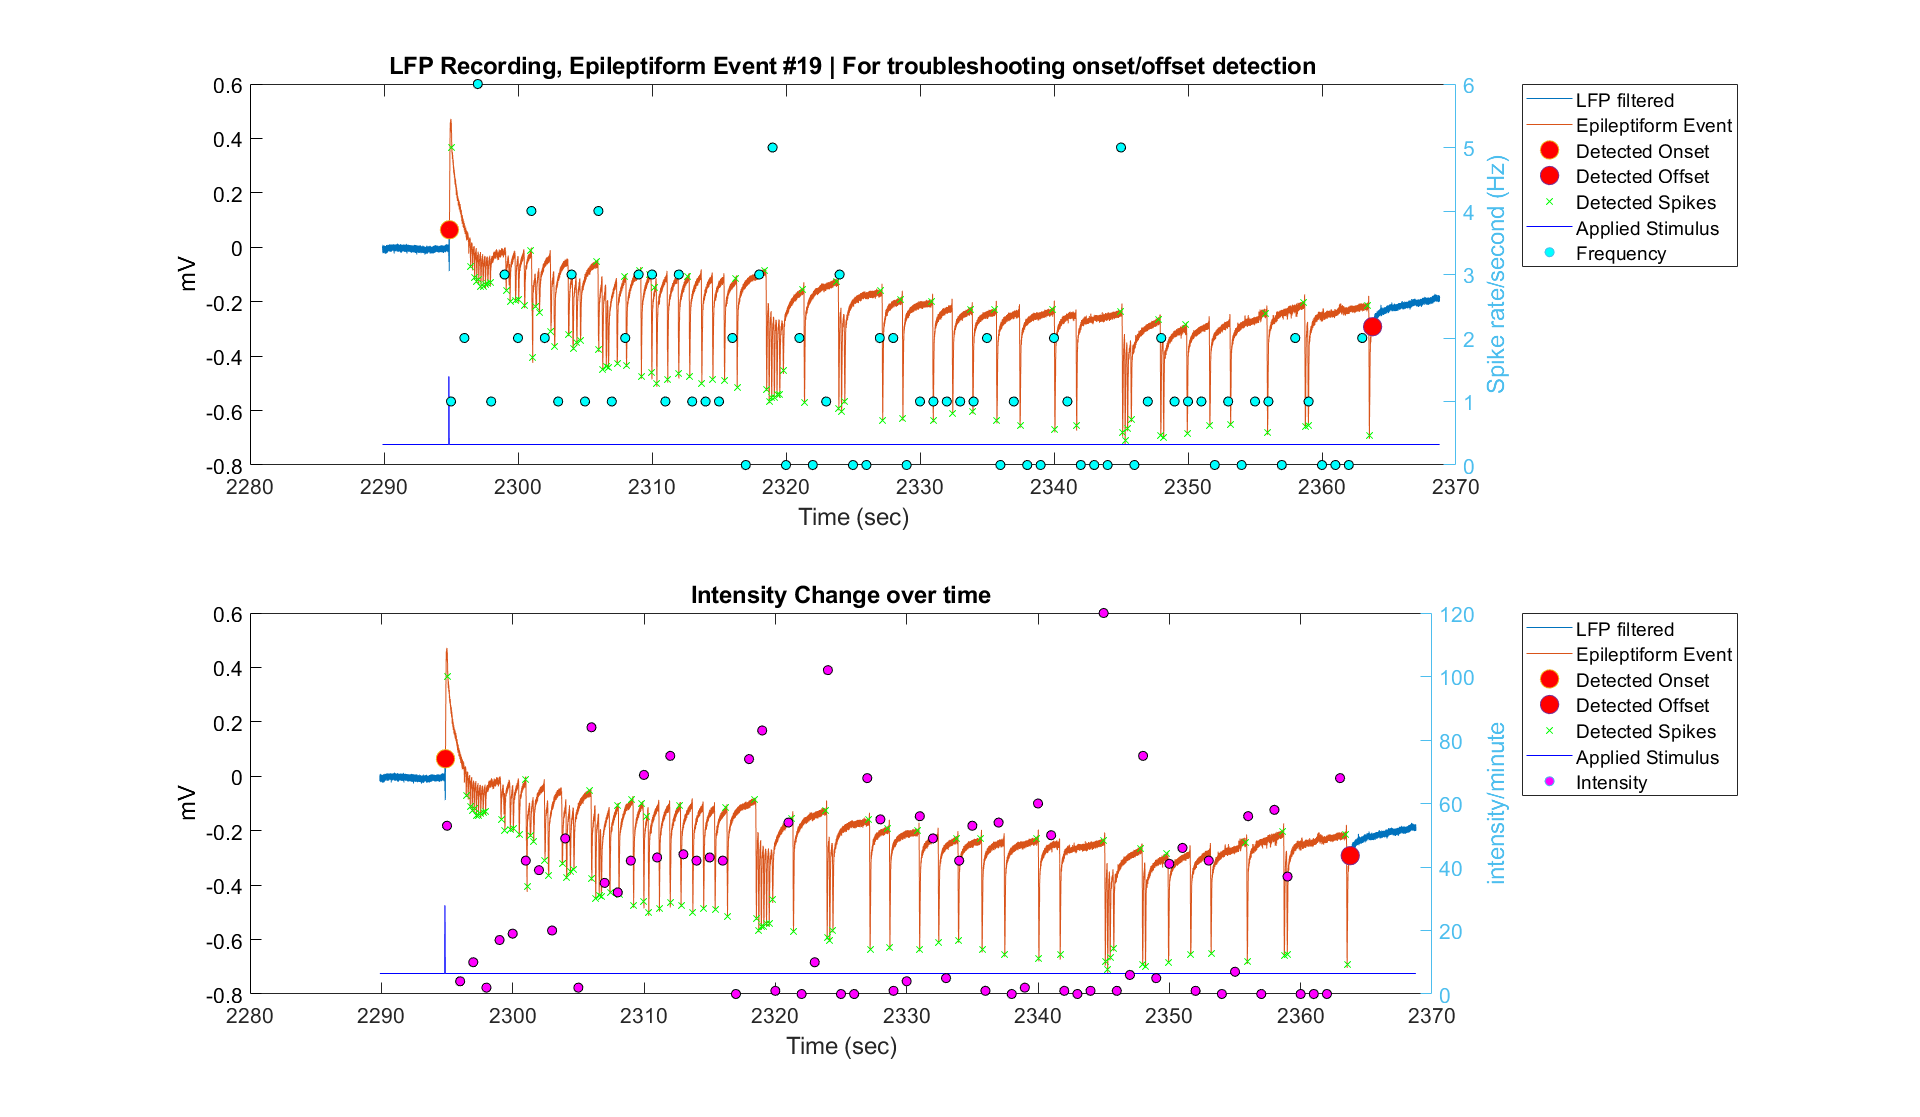 LFP Recording, Epileptiform Event #19 | For troubleshooting onset/offset detection
0.6
0.4
0.2
0
-0.2
-0.4
-0.6
-0.8
mV
6
5
4
3
2
1
0
Spike rate/second (Hz)
2280 2290 2300 2310 2320 2330 2340 2350 2360 2370
Time (sec)
LFP filtered
Epileptiform Event
Detected Onset
Detected Offset
Detected Spikes
Applied Stimulus
Frequency
Intensity Change over time
0.6
0.4
0.2
0
-0.2
-0.4
-0.6
-0.8
mV
120
100
80
60
40
20
0
intensity/minute
2280 2290 2300 2310 2320 2330 2340 2350 2360 2370
Time (sec)
LFP filtered
Epileptiform Event
Detected Onset
Detected Offset
Detected Spikes
Applied Stimulus
Intensity